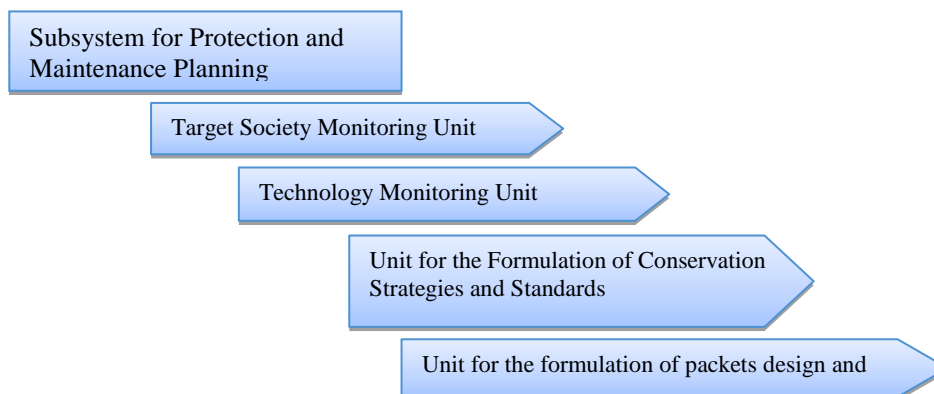 Subsystem for Protection and
Maintenance Planning
Target Society Monitoring Unit
Technology Monitoring Unit
Unit for the Formulation of Conservation
Strategies and Standards
Unit for the formulation of packets design and